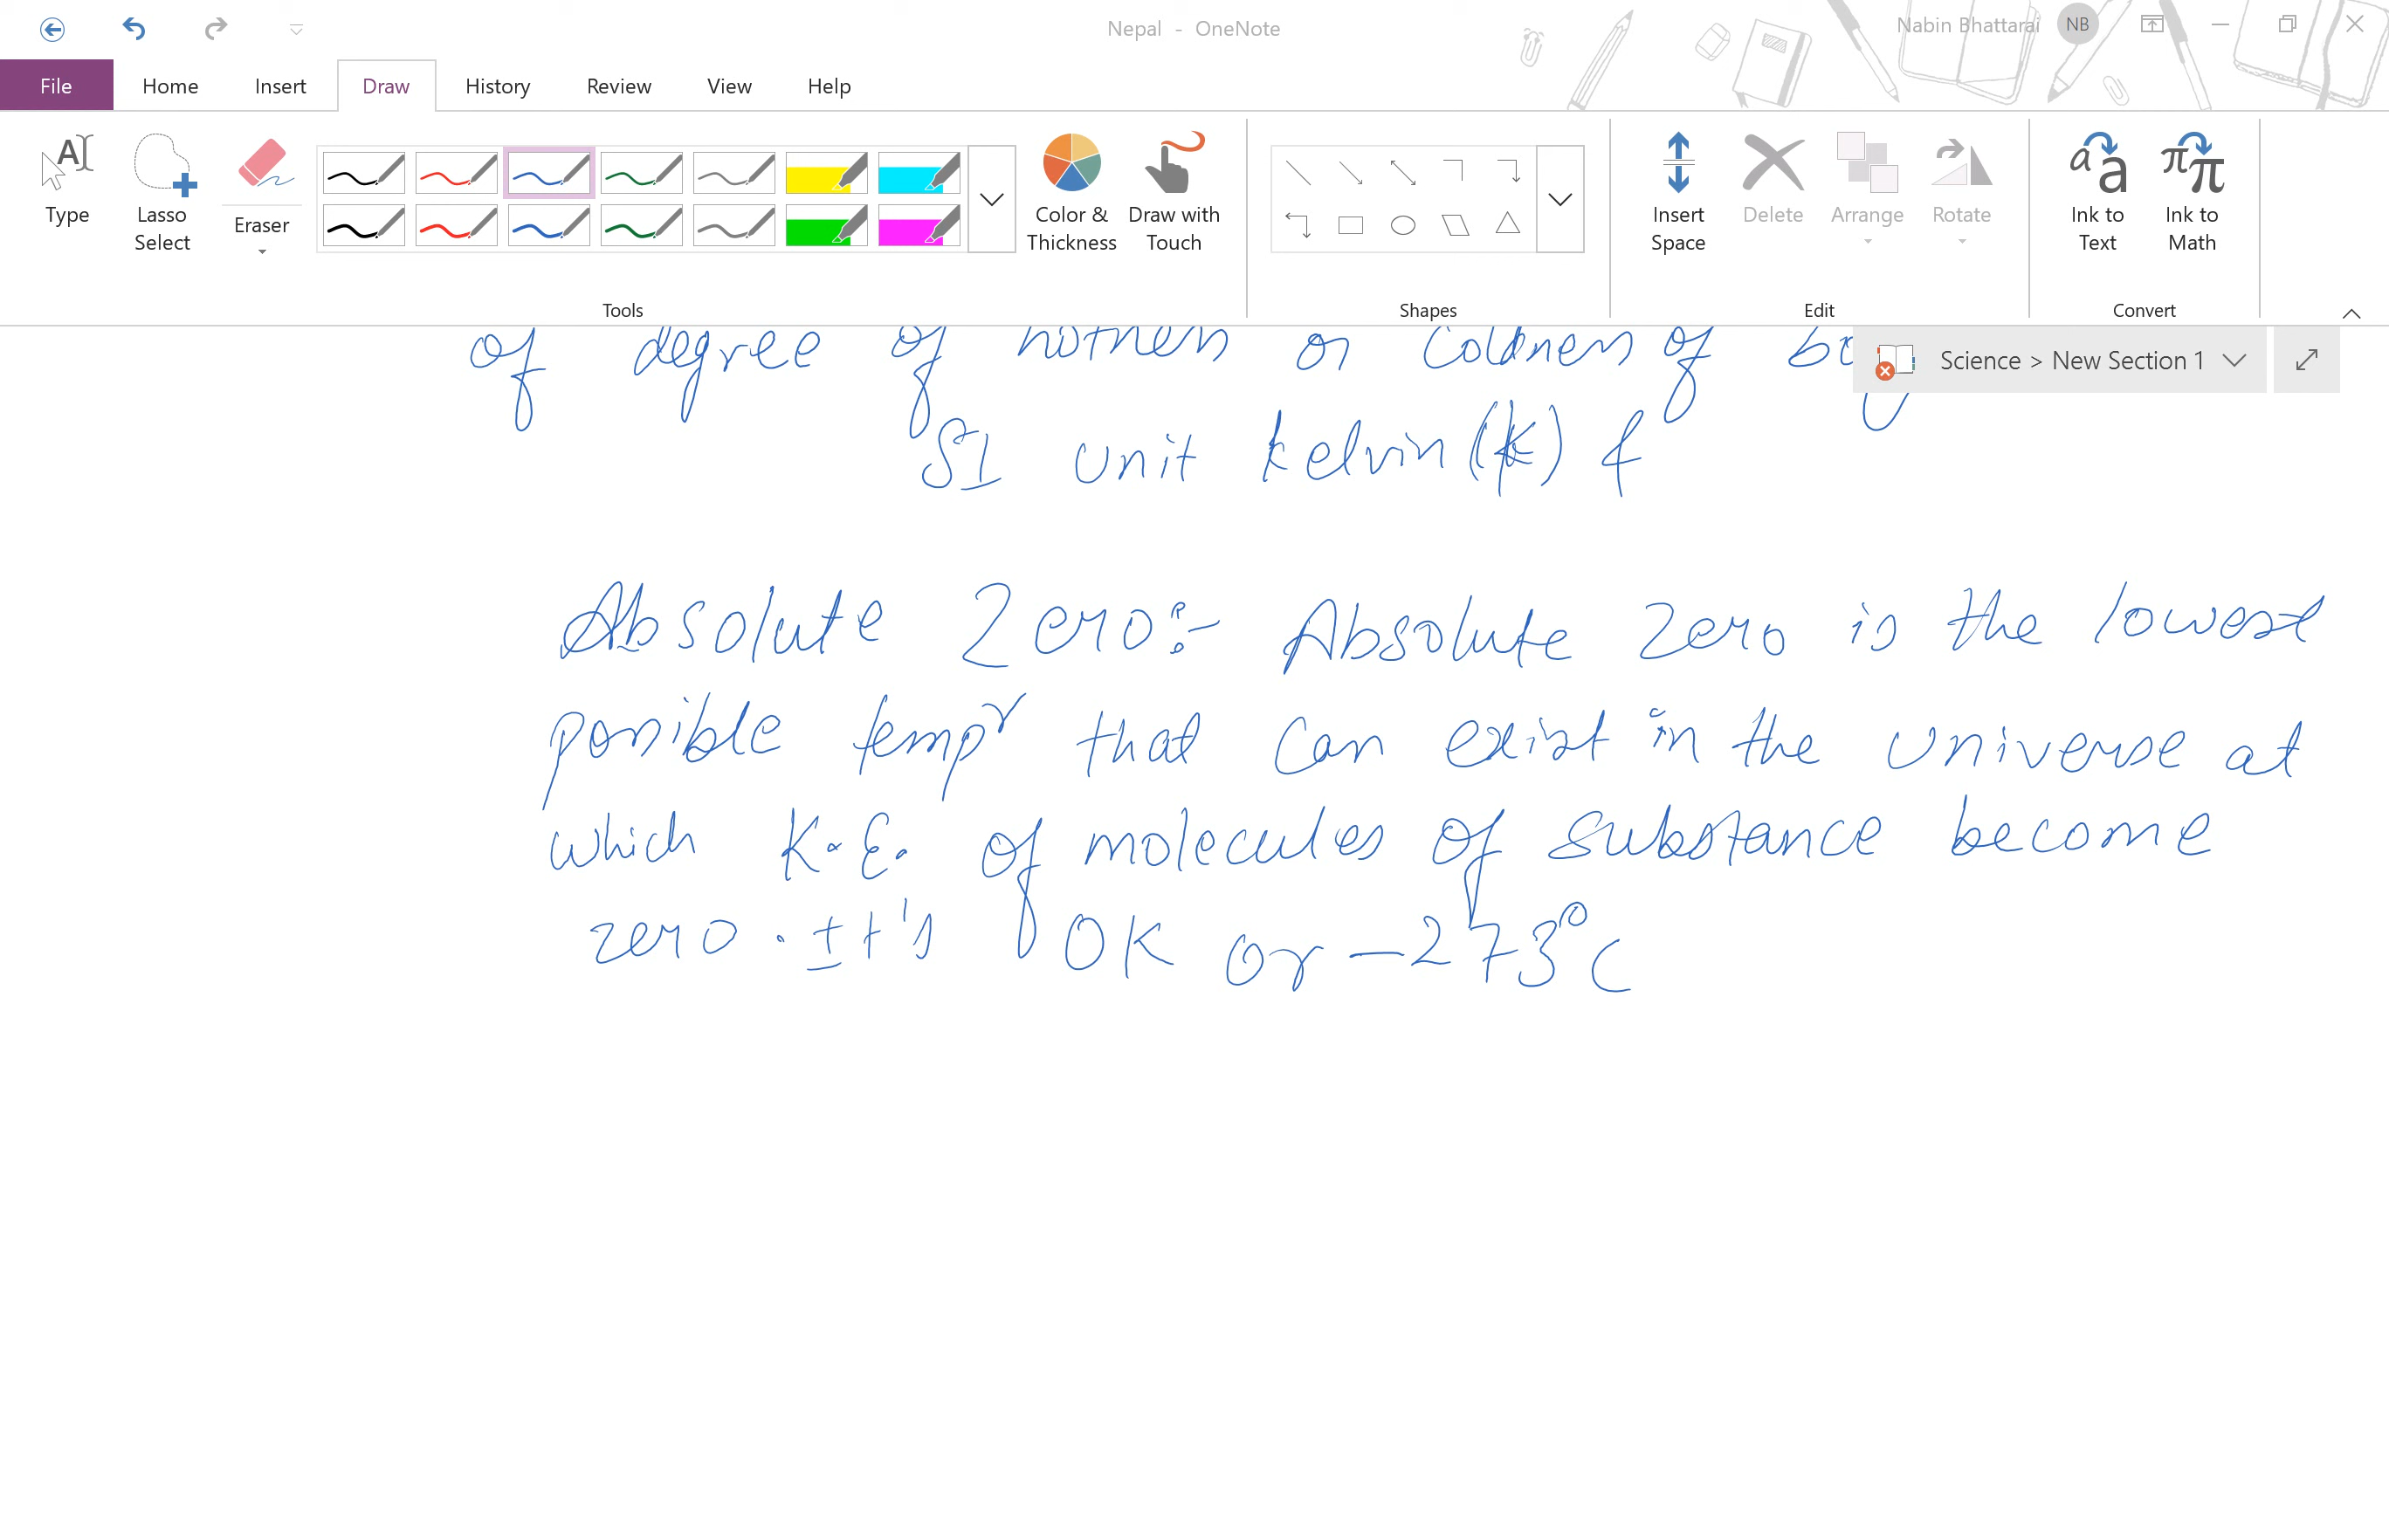 Nepal - OneNote
Nabin Bhattarai NB
File Home Insert Draw History Review View Help
Type
Lasso Select
Eraser
Color & Thickness
Draw with Touch
Insert Space
Delete
Arrange
Rotate
Ink to Text
Ink to Math
Tools Shapes Edit Convert
Science > New Section 1
of degree of hotness or coldness of
SI unit kelvin (k) &
Absolute Zero:- Absolute zero is the lowest
possible tempr that can exist in the universe at
which K.E. of molecules of substance become
zero. It's 0K or -273°C